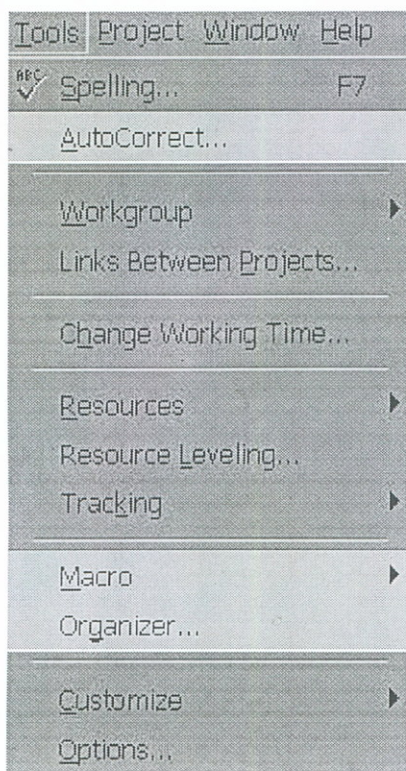 Tools Project Window Help
ABC Spelling... F7
AutoCorrect...
Workgroup
Links Between Projects...
Change Working Time...
Resources
Resource Leveling...
Tracking
Macro
Organizer...
Customize
Options...